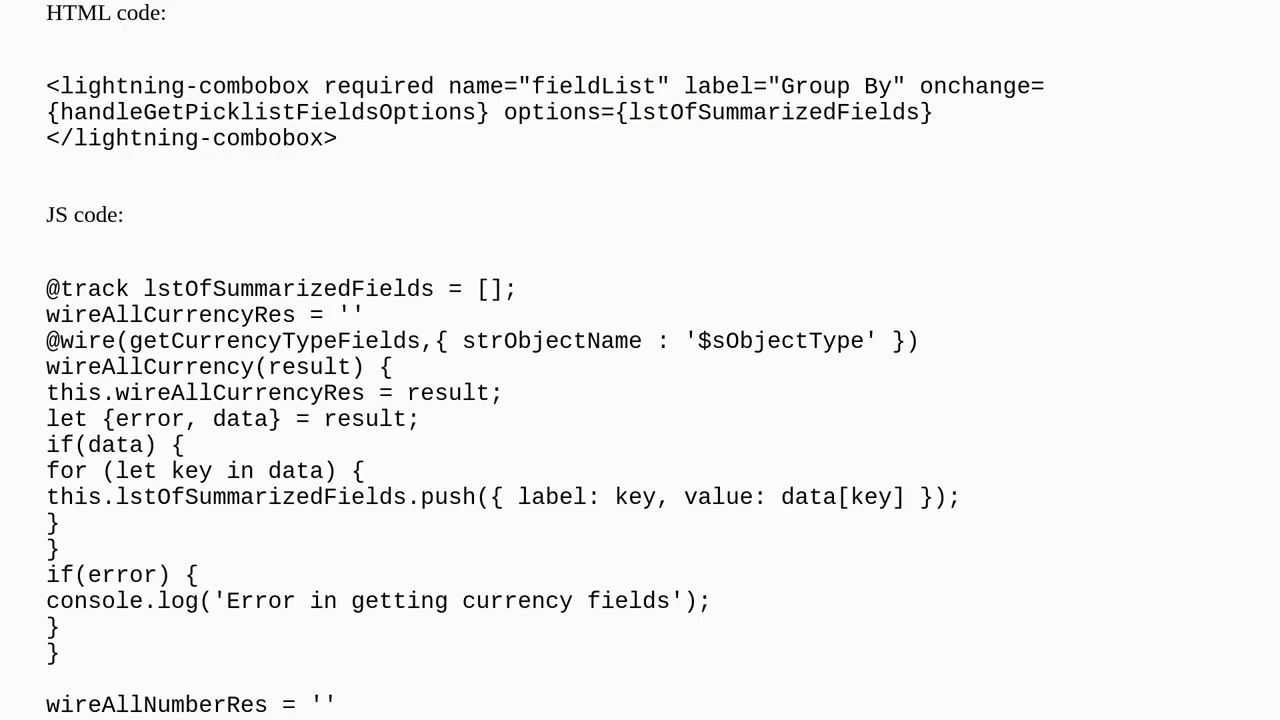 HTML code:
<lightning-combobox required name="fieldList" label="Group By" onchange=
{handleGetPicklistFieldsOptions} options={lstOfSummarizedFields}
</lightning-combobox>
JS code:
@track lstOfSummarizedFields = [];
wireAllCurrencyRes = ''
@wire(getCurrencyTypeFields,{ strObjectName : '$sObjectType' })
wireAllCurrency(result) {
this.wireAllCurrencyRes = result;
let {error, data} = result;
if(data) {
for (let key in data) {
this.lstOfSummarizedFields.push({ label: key, value: data[key] });
}
}
if(error) {
console.log('Error in getting currency fields');
}
}
wireAllNumberRes = ''